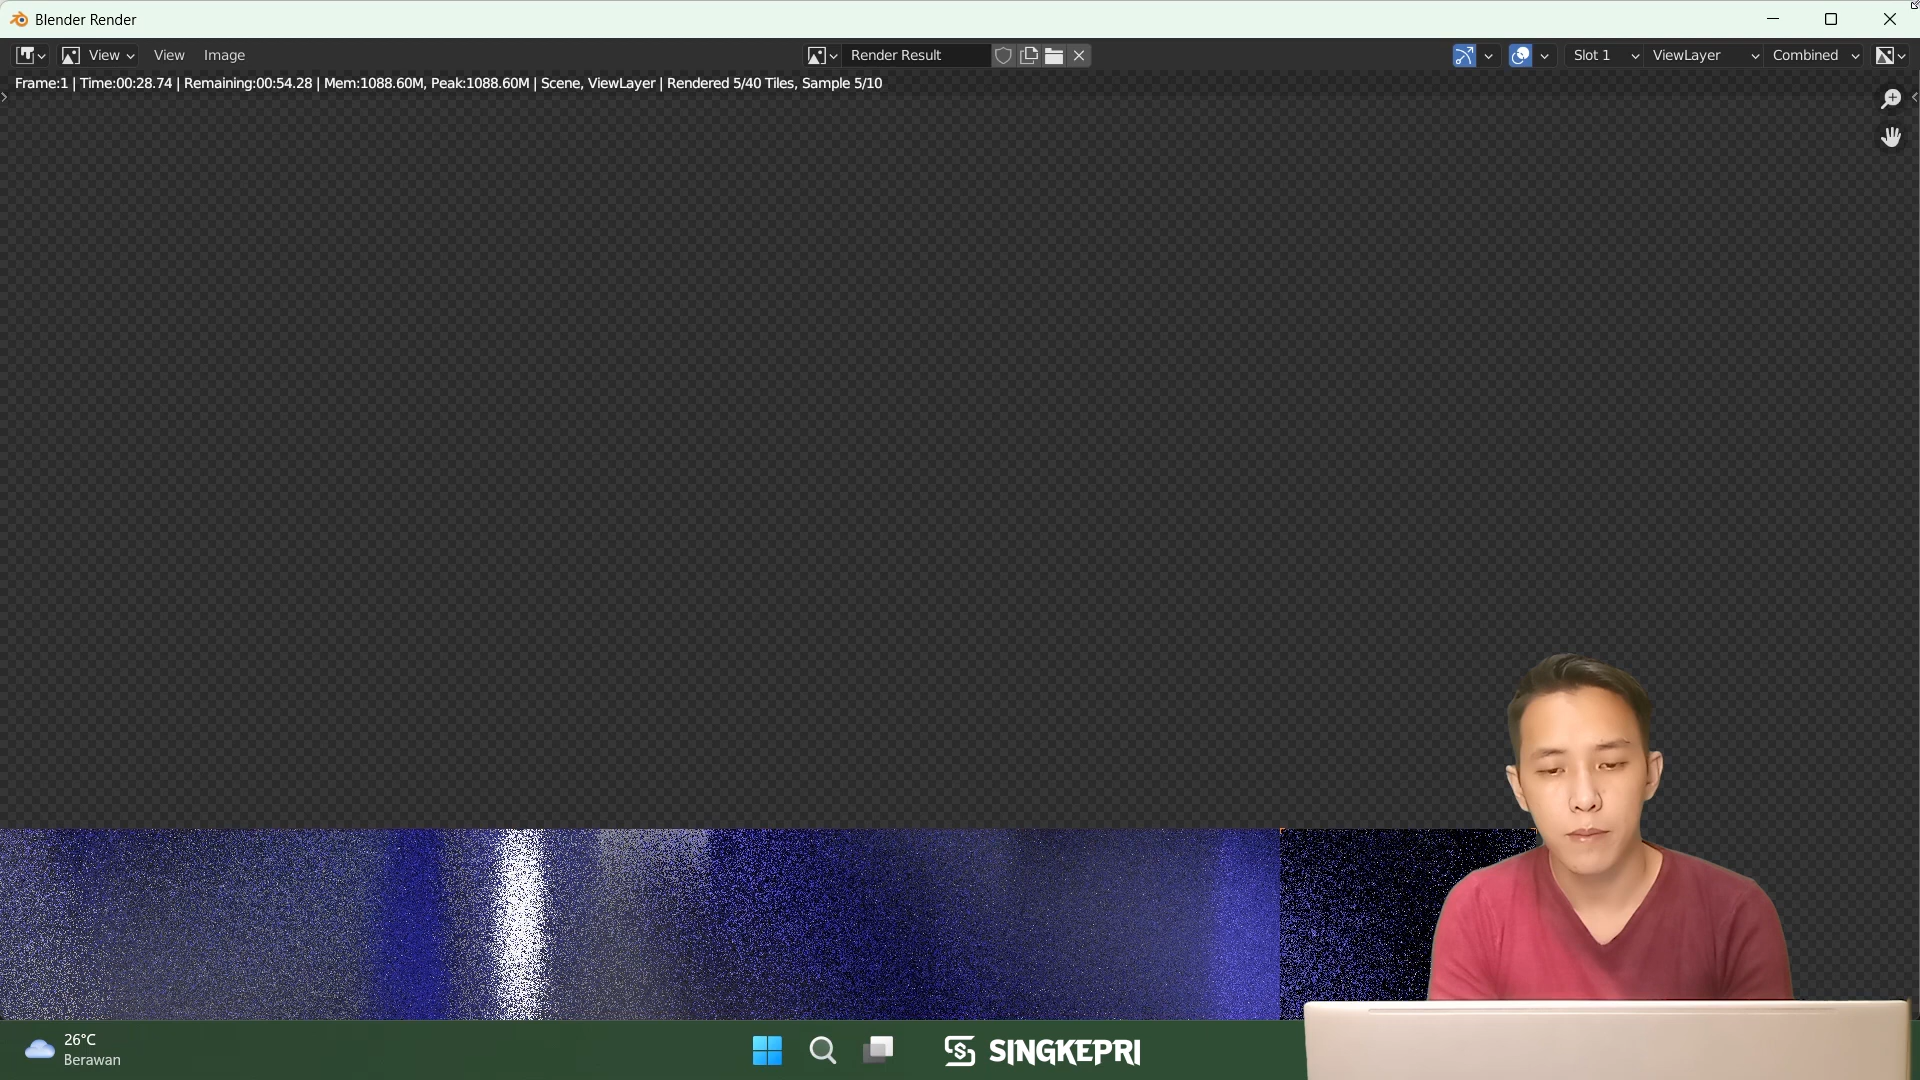 Blender Render
View View Image Render Result Slot 1 ViewLayer Combined
Frame:1 | Time:00:28.74 | Remaining:00:54.28 | Mem:1088.60M, Peak:1088.60M | Scene, ViewLayer | Rendered 5/40 Tiles, Sample 5/10
26°C
Berawan
SINGKEPRI